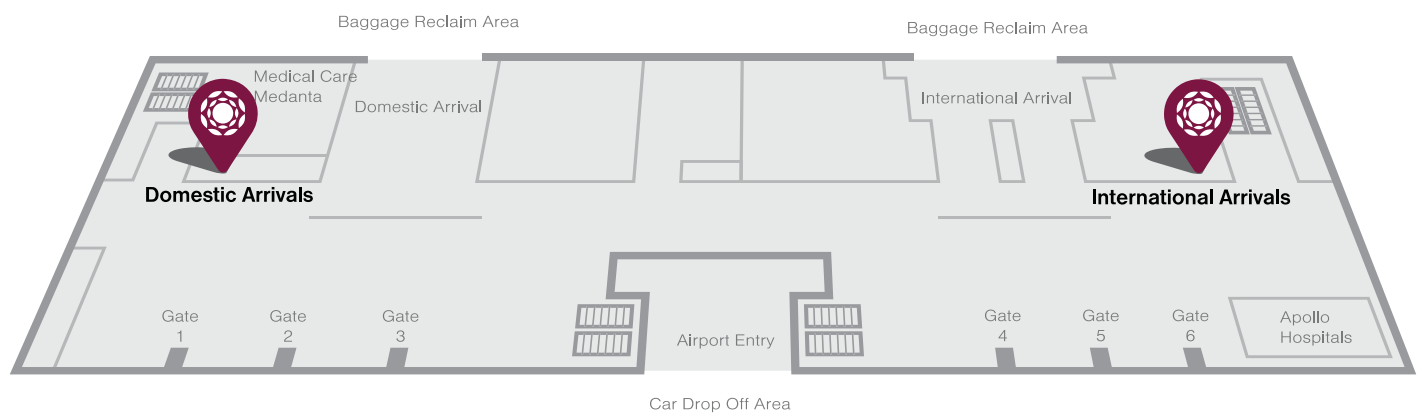 Baggage Reclaim Area
Baggage Reclaim Area
Medical Care
Medanta
Domestic Arrival
International Arrival
Domestic Arrivals
International Arrivals
Gate
1
Gate
2
Gate
3
Airport Entry
Gate
4
Gate
5
Gate
6
Apollo
Hospitals
Car Drop Off Area